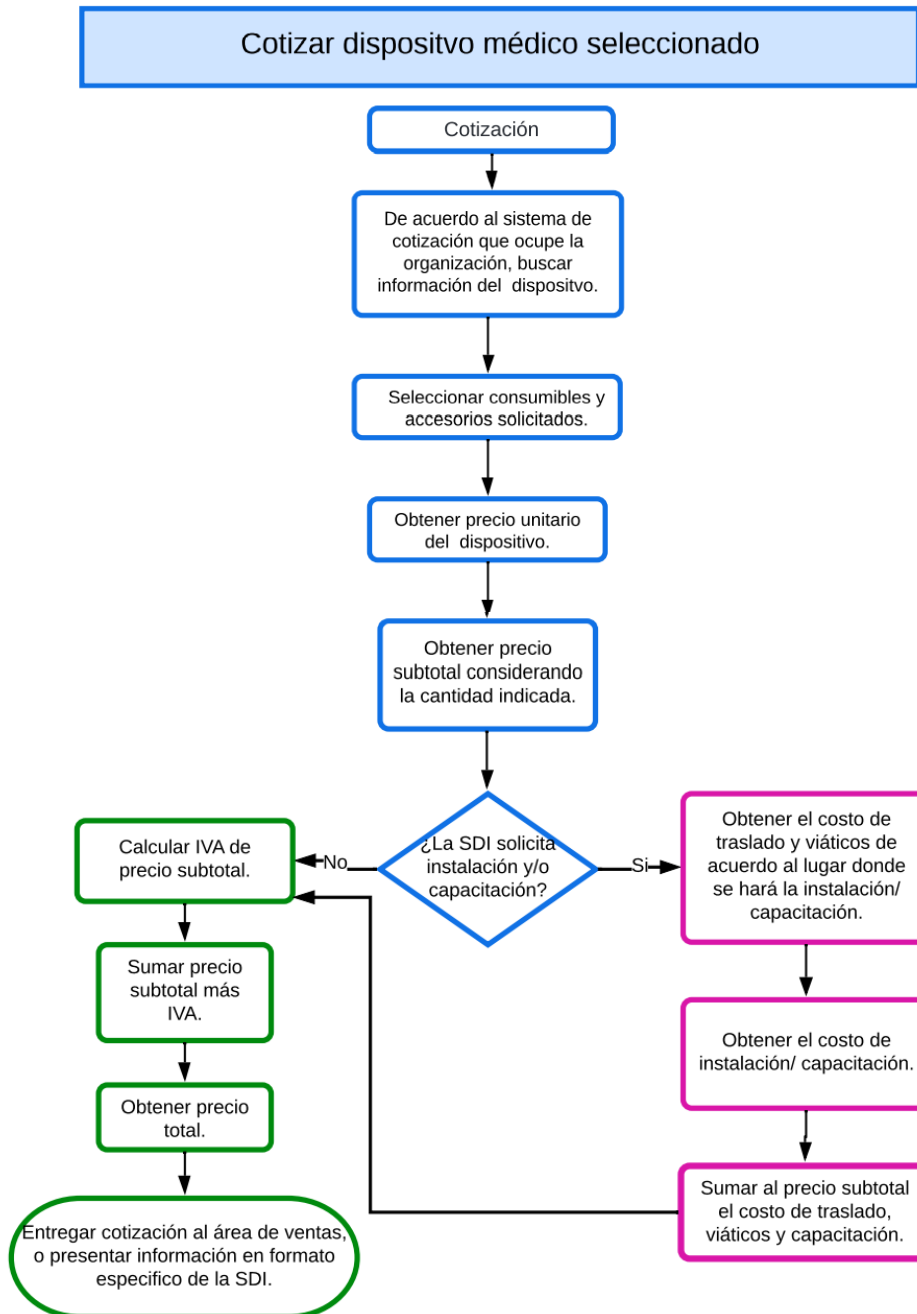 Cotizar dispositvo médico seleccionado
Cotización
De acuerdo al sistema de
cotización que ocupe la
organización, buscar
información del dispositvo.
Seleccionar consumibles y
accesorios solicitados.
Obtener precio unitario
del dispositivo.
Obtener precio
subtotal considerando
la cantidad indicada.
¿La SDI solicita
instalación y/o
capacitación?
No
Si
Calcular IVA de
precio subtotal.
Sumar precio
subtotal más
IVA.
Obtener precio
total.
Entregar cotización al área de ventas,
o presentar información en formato
especifico de la SDI.
Obtener el costo de
traslado y viáticos de
acuerdo al lugar donde
se hará la instalación/
capacitación.
Obtener el costo de
instalación/ capacitación.
Sumar al precio subtotal
el costo de traslado,
viáticos y capacitación.